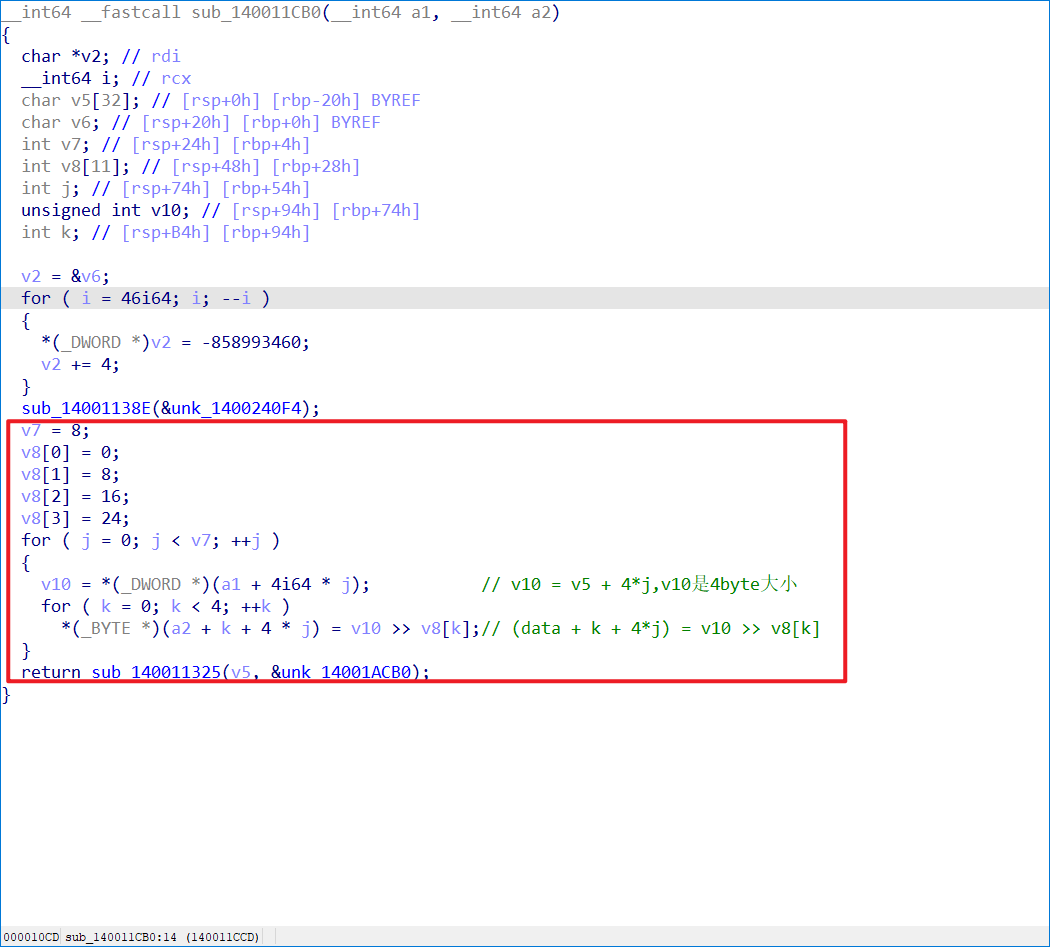 __int64 __fastcall sub_140011CB0(__int64 a1, __int64 a2)
{
  char *v2; // rdi
  __int64 i; // rcx
  char v5[32]; // [rsp+0h] [rbp-20h] BYREF
  char v6; // [rsp+20h] [rbp+0h] BYREF
  int v7; // [rsp+24h] [rbp+4h]
  int v8[11]; // [rsp+48h] [rbp+28h]
  int j; // [rsp+74h] [rbp+54h]
  unsigned int v10; // [rsp+94h] [rbp+74h]
  int k; // [rsp+B4h] [rbp+94h]

  v2 = &v6;
  for ( i = 46i64; i; --i )
  {
    *(_DWORD *)v2 = -858993460;
    v2 += 4;
  }
  sub_14001138E(&unk_1400240F4);
  v7 = 8;
  v8[0] = 0;
  v8[1] = 8;
  v8[2] = 16;
  v8[3] = 24;
  for ( j = 0; j < v7; ++j )
  {
    v10 = *(_DWORD *)(a1 + 4i64 * j);           // v10 = v5 + 4*j,v10是4byte大小
    for ( k = 0; k < 4; ++k )
      *(_BYTE *)(a2 + k + 4 * j) = v10 >> v8[k];// (data + k + 4*j) = v10 >> v8[k]
  }
  return sub_140011325(v5, &unk_14001ACB0);
}
000010CD sub_140011CB0:14 (140011CCD)